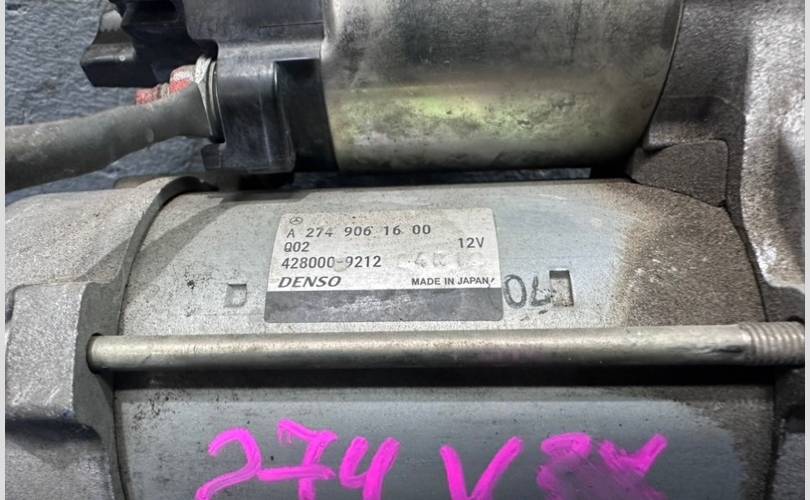 A 274 906 16 00
Q02 12V
428000-9212
DENSO MADE IN JAPAN
274